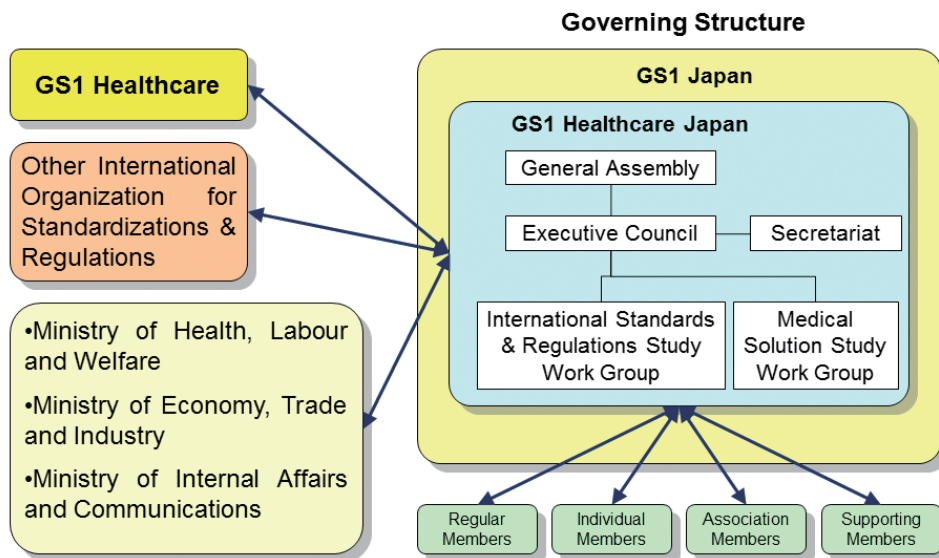 Governing Structure
GS1 Healthcare
Other International
Organization for
Standardizations &
Regulations
•Ministry of Health, Labour
and Welfare
•Ministry of Economy, Trade
and Industry
•Ministry of Internal Affairs
and Communications
GS1 Japan
GS1 Healthcare Japan
General Assembly
Executive Council
Secretariat
International Standards
& Regulations Study
Work Group
Medical
Solution Study
Work Group
Regular
Members
Individual
Members
Association
Members
Supporting
Members